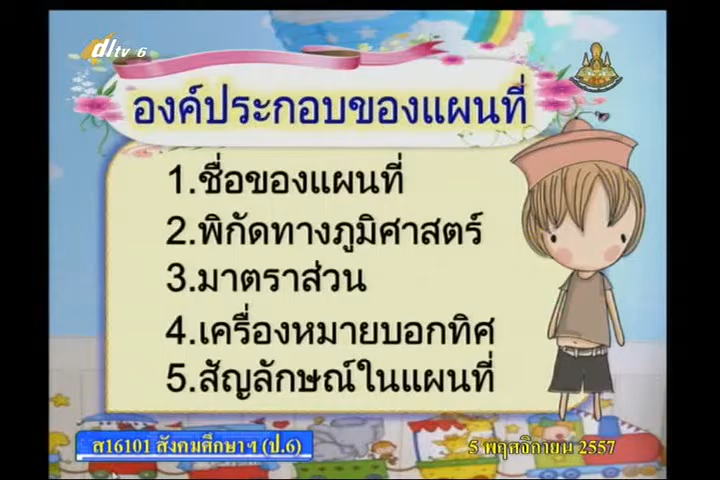 dltv 6
องค์ประกอบของแผนที่
1.ชื่อของแผนที่
2.พิกัดทางภูมิศาสตร์
3.มาตราส่วน
4.เครื่องหมายบอกทิศ
5.สัญลักษณ์ในแผนที่
ส16101 สังคมศึกษาฯ (ป.6)
5 พฤศจิกายน 2557